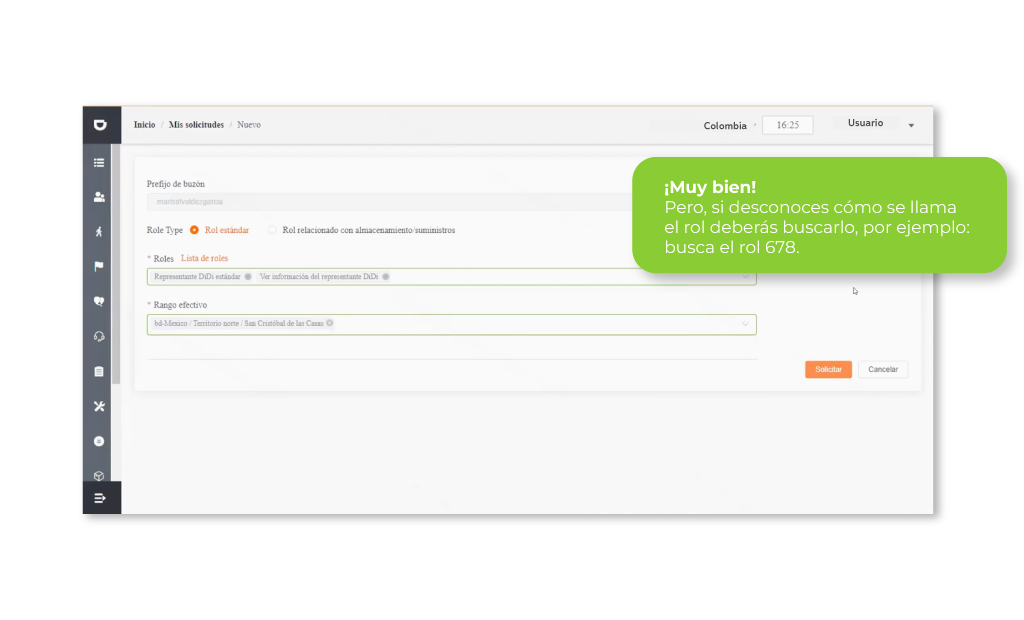 Inicio / Mis solicitudes / Nuevo
Colombia
16:25
Usuario
¡Muy bien!
Pero, si desconoces cómo se llama
el rol deberás buscarlo, por ejemplo:
busca el rol 678.
Prefijo de buzón
Role Type Rol estándar Rol relacionado con almacenamiento/suministros
* Roles Lista de roles
Representante DiDi estándar Ver información del representante DiDi
* Rango efectivo
bd-Mexico / Territorio norte / San Cristóbal de las Casas
Solicitar Cancelar